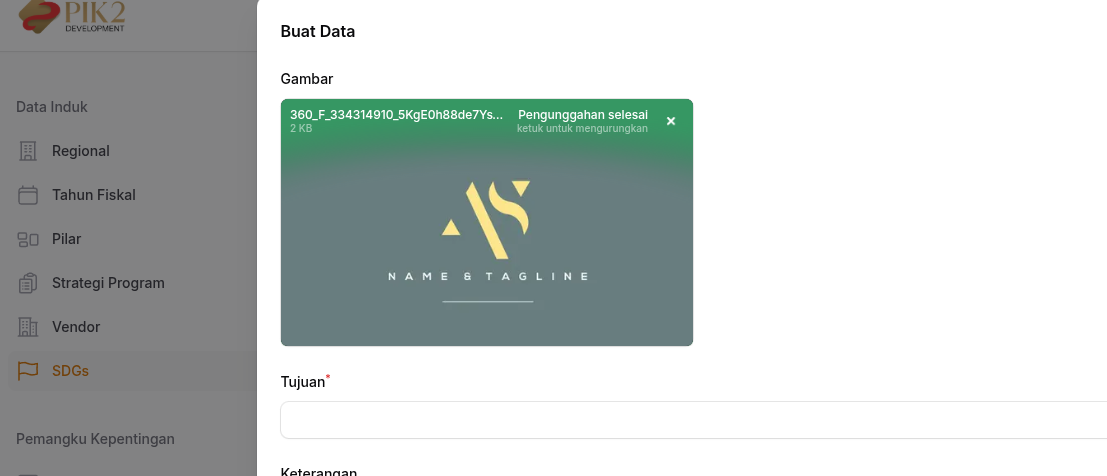 PIK2
DEVELOPMENT
Data Induk
Regional
Tahun Fiskal
Pilar
Strategi Program
Vendor
SDGs
Pemangku Kepentingan
Buat Data
Gambar
360_F_334314910_5KgE0h88de7Ys...
2 KB
Pengunggahan selesai
ketuk untuk mengurungkan
×
AS
NAME & TAGLINE
Tujuan*
Keterangan